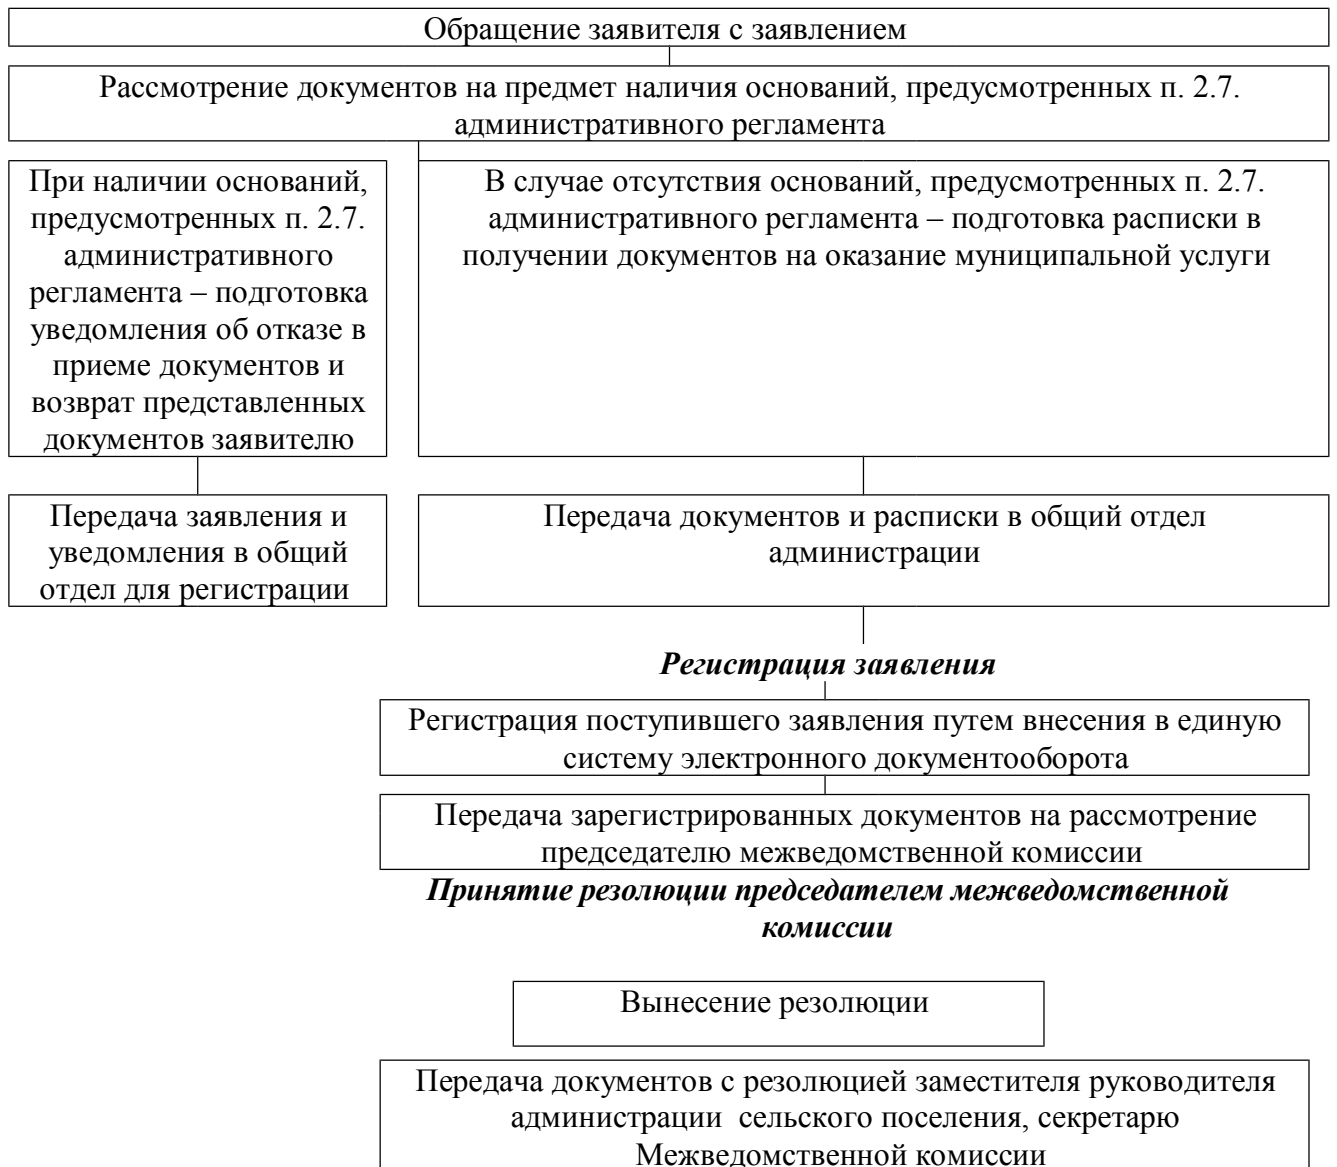 Обращение заявителя с заявлением
Рассмотрение документов на предмет наличия оснований, предусмотренных п. 2.7.
административного регламента
При наличии оснований,
предусмотренных п. 2.7.
административного
регламента – подготовка
уведомления об отказе в
приеме документов и
возврат представленных
документов заявителю
В случае отсутствия оснований, предусмотренных п. 2.7.
административного регламента – подготовка расписки в
получении документов на оказание муниципальной услуги
Передача заявления и
уведомления в общий
отдел для регистрации
Передача документов и расписки в общий отдел
администрации
Регистрация заявления
Регистрация поступившего заявления путем внесения в единую
систему электронного документооборота
Передача зарегистрированных документов на рассмотрение
председателю межведомственной комиссии
Принятие резолюции председателем межведомственной
комиссии
Вынесение резолюции
Передача документов с резолюцией заместителя руководителя
администрации сельского поселения, секретарю
Межведомственной комиссии